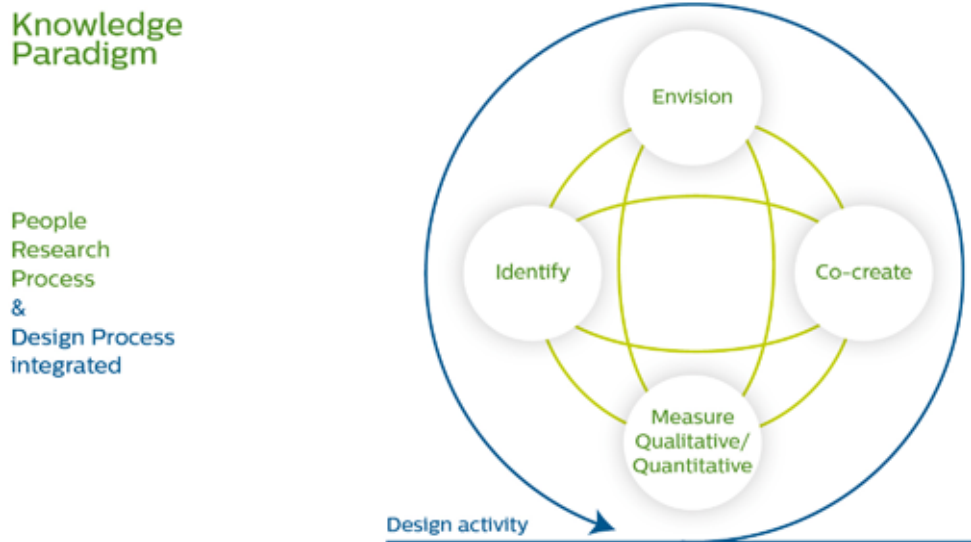 Knowledge
Paradigm
People
Research
Process
&
Design Process
integrated
Envision
Identify
Co-create
Measure
Qualitative/
Quantitative
Design activity